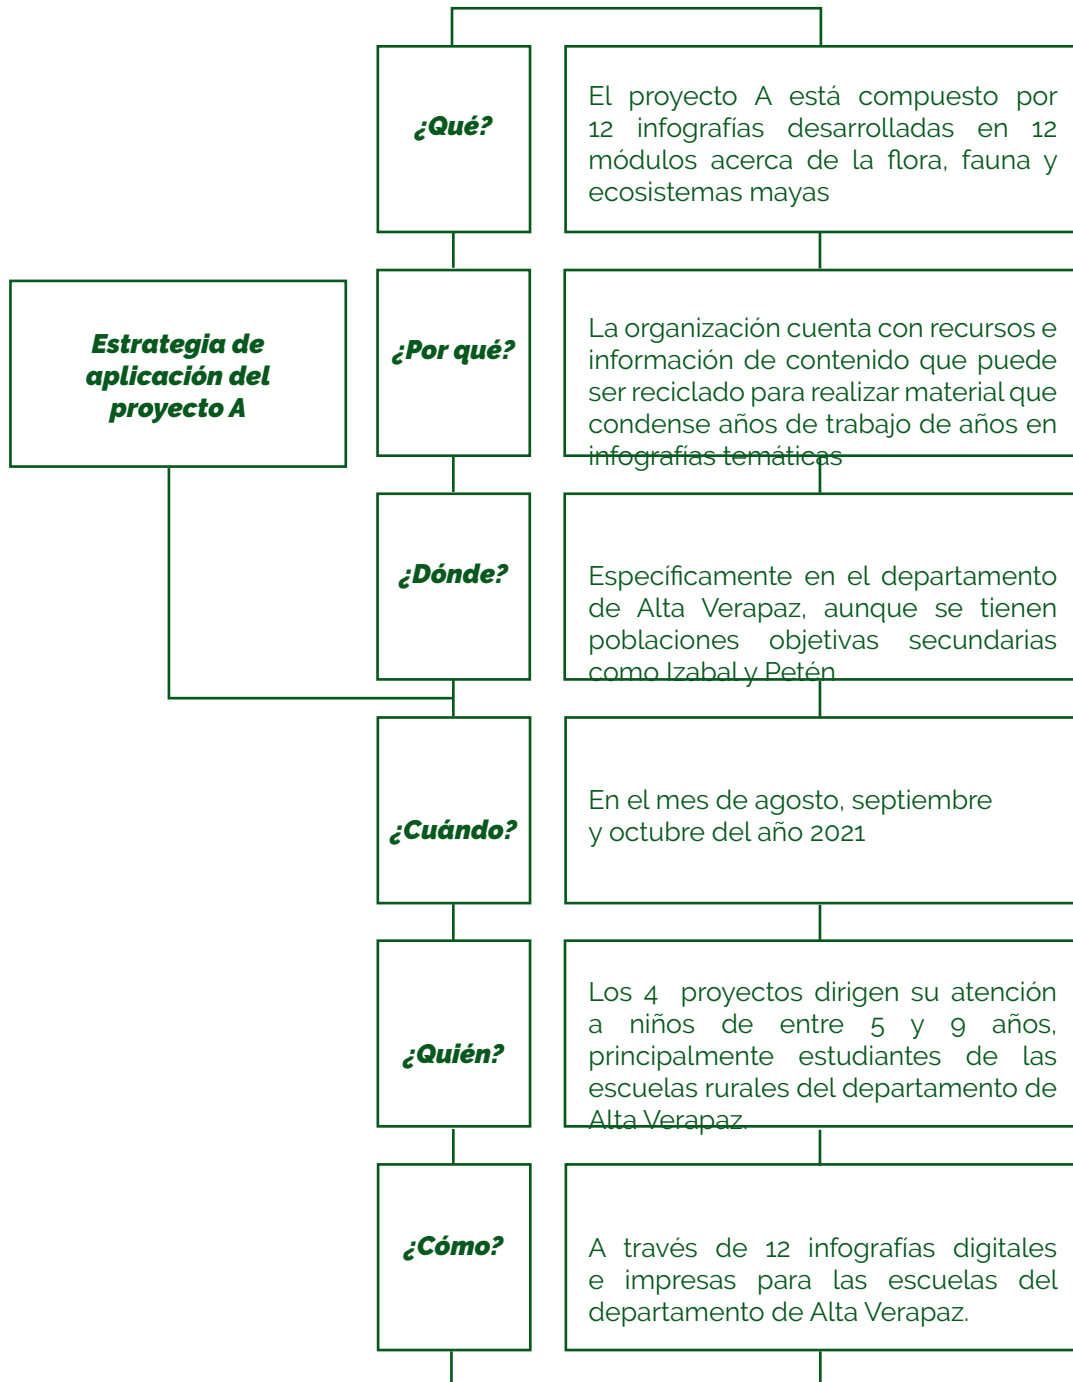 ¿Qué?
El proyecto A está compuesto por
12 infografías desarrolladas en 12
módulos acerca de la flora, fauna y
ecosistemas mayas
Estrategia de
aplicación del
proyecto A
¿Por qué?
La organización cuenta con recursos e
información de contenido que puede
ser reciclado para realizar material que
condense años de trabajo de años en
infografías temáticas
¿Dónde?
Específicamente en el departamento
de Alta Verapaz, aunque se tienen
poblaciones objetivas secundarias
como Izabal y Petén
¿Cuándo?
En el mes de agosto, septiembre
y octubre del año 2021
¿Quién?
Los 4 proyectos dirigen su atención
a niños de entre 5 y 9 años,
principalmente estudiantes de las
escuelas rurales del departamento de
Alta Verapaz.
¿Cómo?
A través de 12 infografías digitales
e impresas para las escuelas del
departamento de Alta Verapaz.